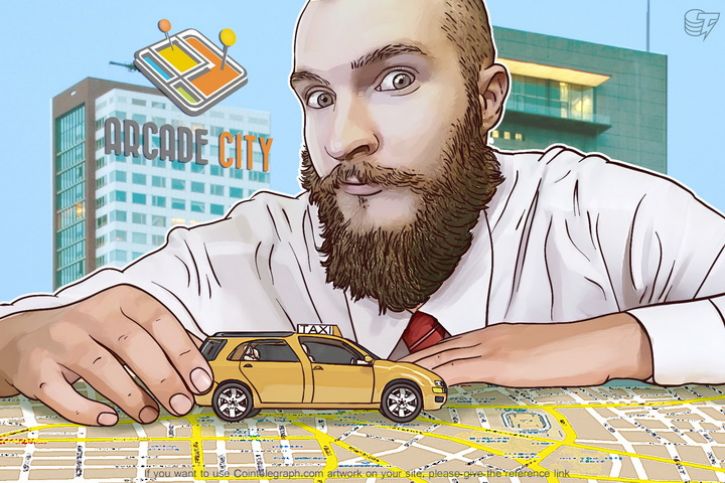 ARCADE CITY
TAXI
If you want to use Cointelegraph.com artwork on your site, please give the reference link